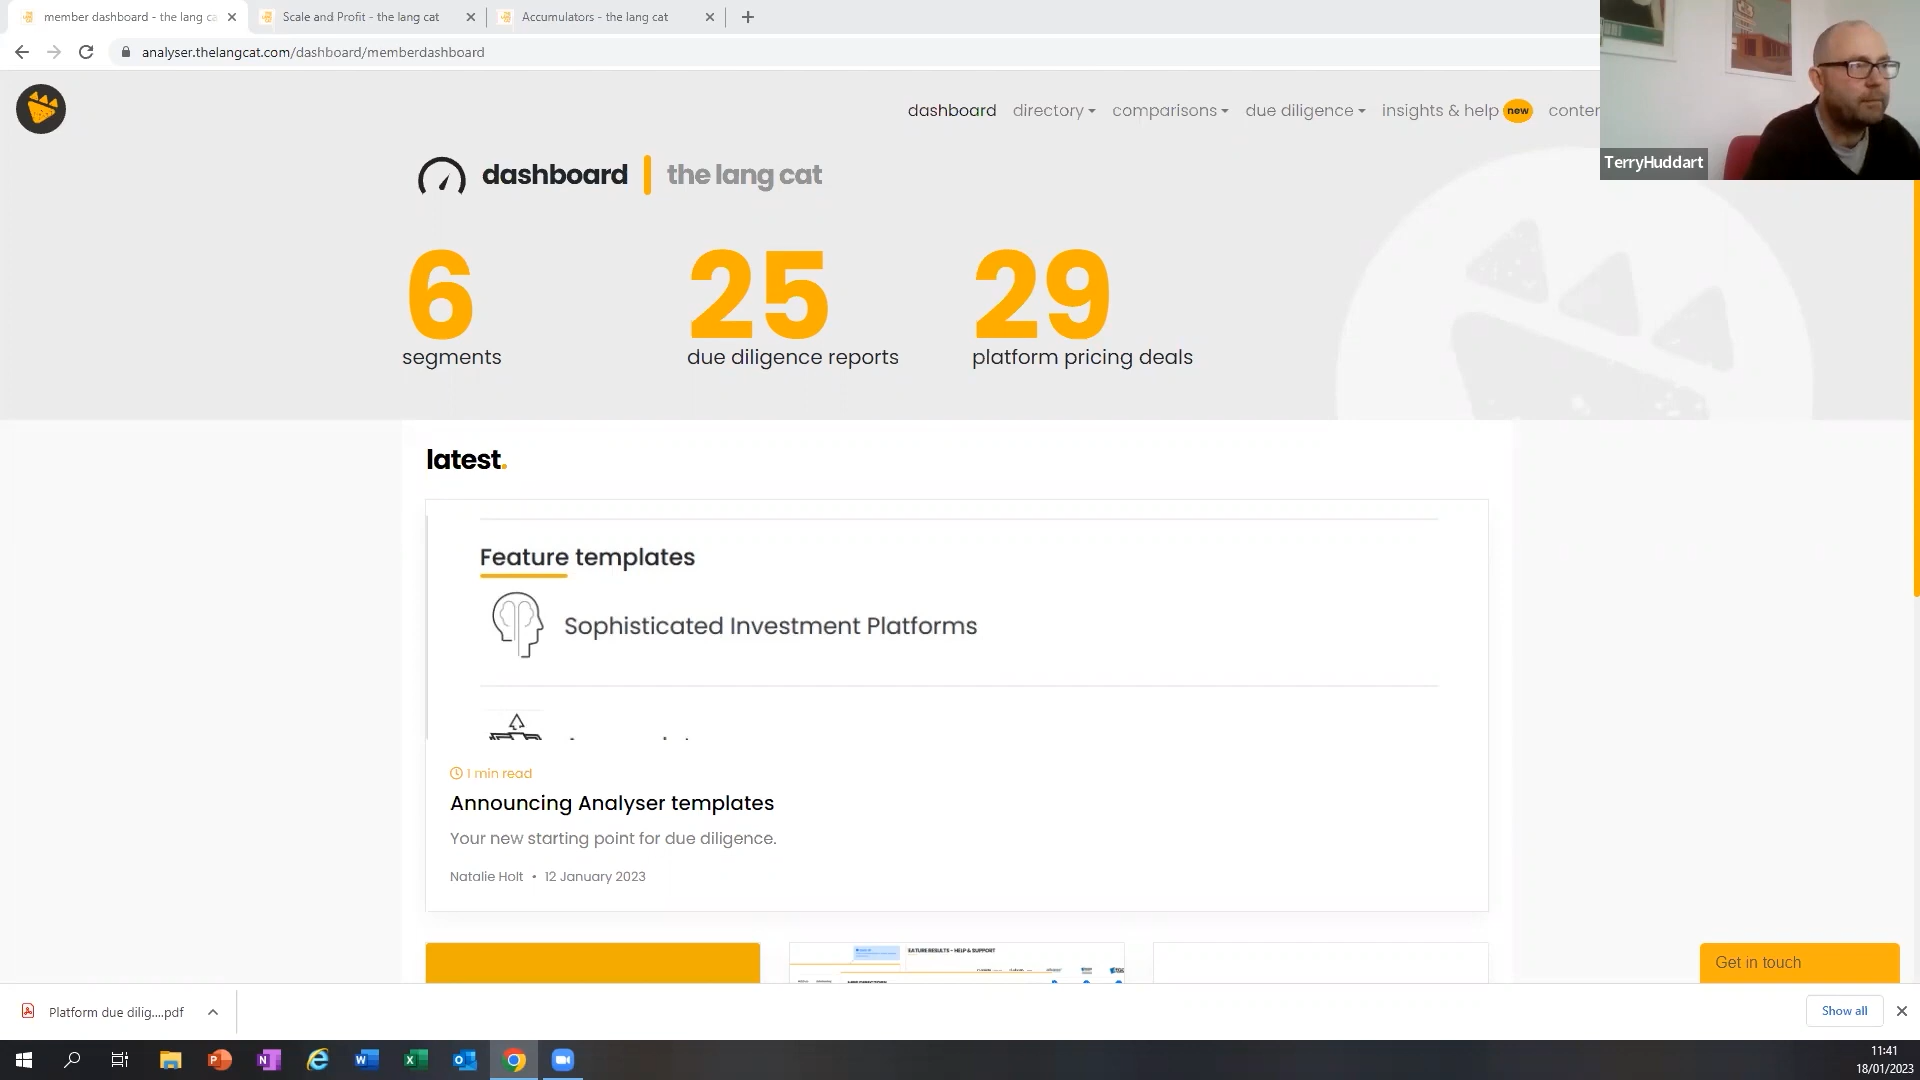 member dashboard - the lang ca
Scale and Profit - the lang cat
Accumulators - the lang cat
analyser.thelangcat.com/dashboard/memberdashboard
dashboard directory comparisons due diligence insights & help new conter
TerryHuddart
dashboard | the lang cat
6
segments
25
due diligence reports
29
platform pricing deals
latest.
Feature templates
Sophisticated Investment Platforms
1 min read
Announcing Analyser templates
Your new starting point for due diligence.
Natalie Holt • 12 January 2023
EATURE RESULTS - HELP & SUPPORT
Get in touch
Platform due dilig....pdf
Show all
11:41
18/01/2023